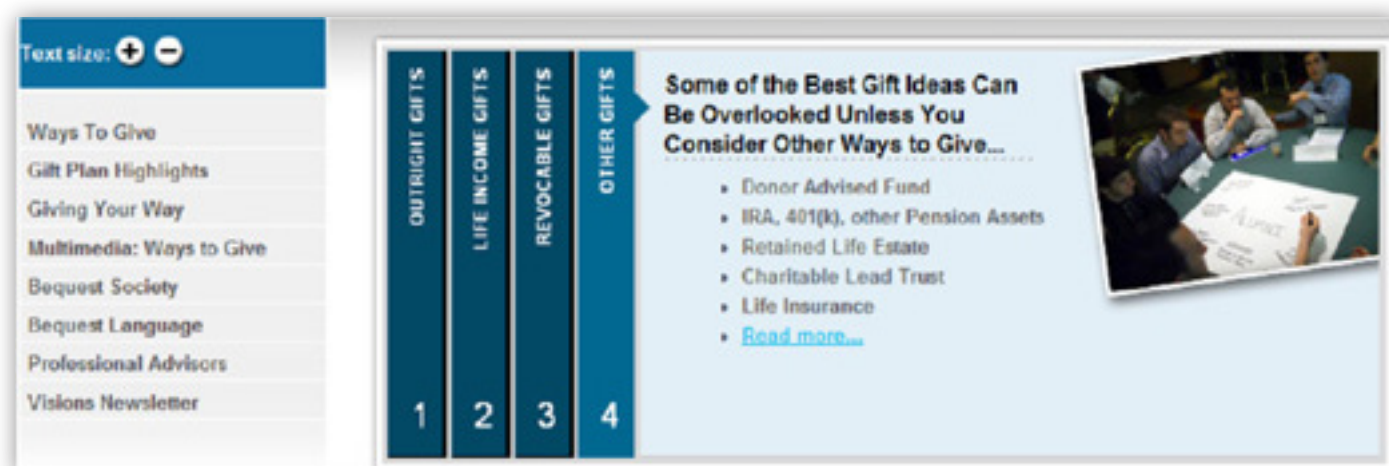 Text size:
Ways To Give
Gift Plan Highlights
Giving Your Way
Multimedia: Ways to Give
Bequest Society
Bequest Language
Professional Advisors
Visions Newsletter
OUTRIGHT GIFTS
1
LIFE INCOME GIFTS
2
REVOCABLE GIFTS
3
OTHER GIFTS
4
Some of the Best Gift Ideas Can
Be Overlooked Unless You
Consider Other Ways to Give...
Donor Advised Fund
IRA, 401(k), other Pension Assets
Retained Life Estate
Charitable Lead Trust
Life Insurance
Read more...